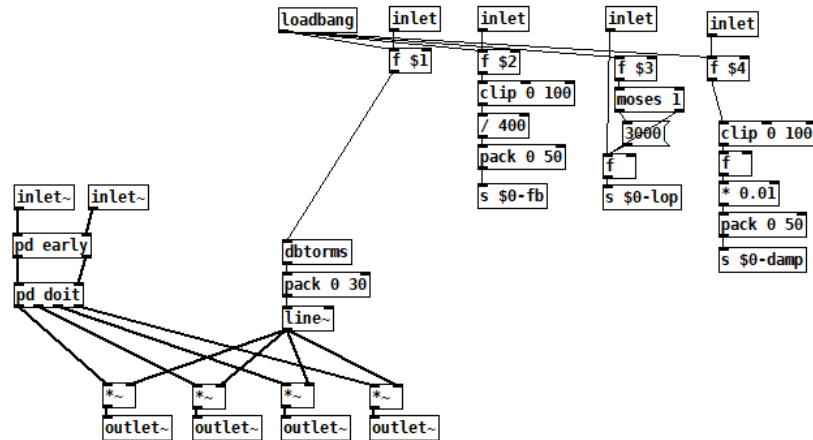 loadbang
inlet
inlet
inlet
inlet
f $1
f $2
f $3
f $4
clip 0 100
moses 1
/ 400
3000
clip 0 100
pack 0 50
f
f
s $0-fb
s $0-lop
* 0.01
inlet~
inlet~
pack 0 50
pd early
dbtorms
s $0-damp
pd doit
pack 0 30
line~
*~
*~
*~
*~
outlet~
outlet~
outlet~
outlet~